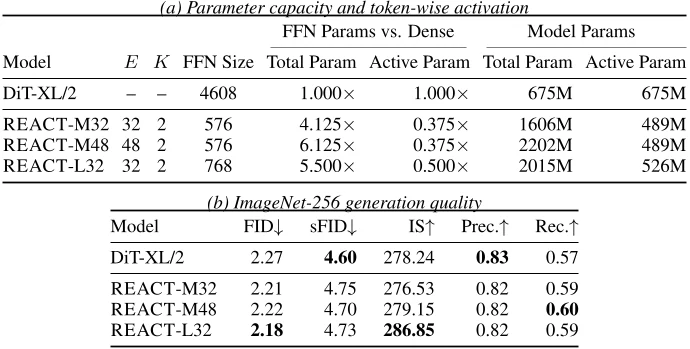 (a) Parameter capacity and token-wise activation
FFN Params vs. Dense Model Params
Model E K FFN Size Total Param Active Param Total Param Active Param
DiT-XL/2 – – 4608 1.000× 1.000× 675M 675M
REACT-M32 32 2 576 4.125× 0.375× 1606M 489M
REACT-M48 48 2 576 6.125× 0.375× 2202M 489M
REACT-L32 32 2 768 5.500× 0.500× 2015M 526M
(b) ImageNet-256 generation quality
Model FID↓ sFID↓ IS↑ Prec.↑ Rec.↑
DiT-XL/2 2.27 4.60 278.24 0.83 0.57
REACT-M32 2.21 4.75 276.53 0.82 0.59
REACT-M48 2.22 4.70 279.15 0.82 0.60
REACT-L32 2.18 4.73 286.85 0.82 0.59